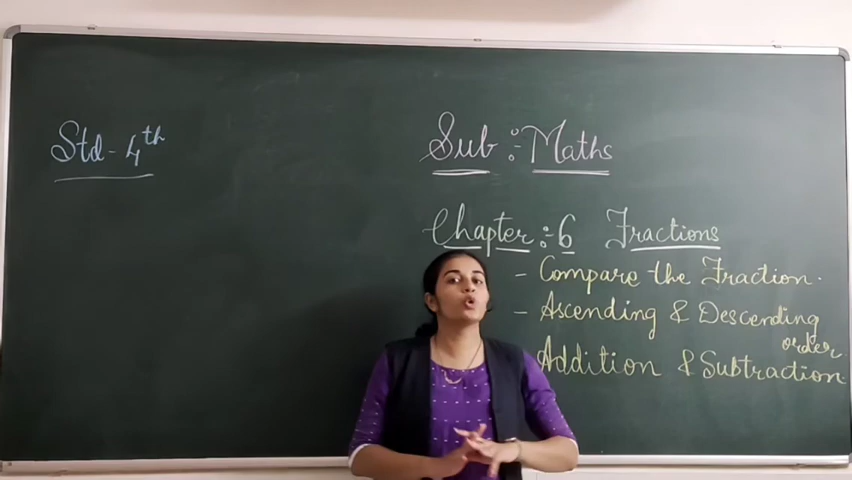 Std - 4th
Sub : Maths
Chapter : 6 Fractions
- Compare the Fraction.
- Ascending & Descending
order.
Addition & Subtraction.